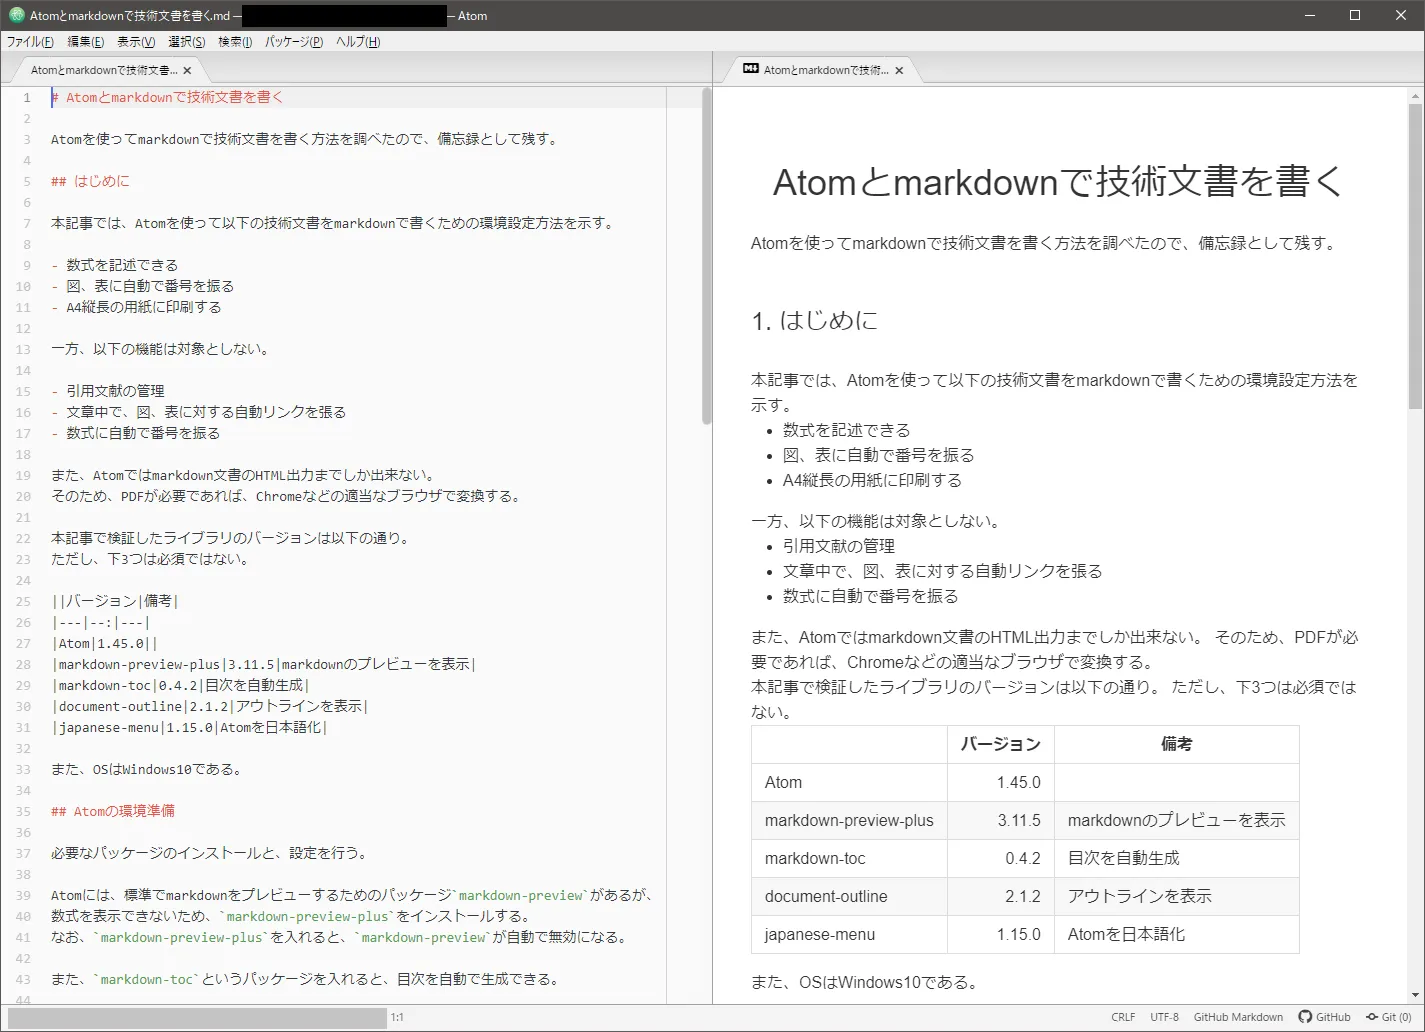 Atomとmarkdownで技術文書を書く.md —
— Atom
ファイル(F) 編集(E) 表示(V) 選択(S) 検索(I) パッケージ(P) ヘルプ(H)
Atomとmarkdownで技術文書...
1 # Atomとmarkdownで技術文書を書く
2
3 Atomを使ってmarkdownで技術文書を書く方法を調べたので、備忘録として残す。
4
5 ## はじめに
6
7 本記事では、Atomを使って以下の技術文書をmarkdownで書くための環境設定方法を示す。
8
9 - 数式を記述できる
10 - 図、表に自動で番号を振る
11 - A4縦長の用紙に印刷する
12
13 一方、以下の機能は対象としない。
14
15 - 引用文献の管理
16 - 文章中で、図、表に対する自動リンクを張る
17 - 数式に自動で番号を振る
18
19 また、Atomではmarkdown文書のHTML出力までしか出来ない。
20 そのため、PDFが必要であれば、Chromeなどの適当なブラウザで変換する。
21
22 本記事で検証したライブラリのバージョンは以下の通り。
23 ただし、下3つは必須ではない。
24
25 ||バージョン|備考|
26 |---|--:|---|
27 |Atom|1.45.0||
28 |markdown-preview-plus|3.11.5|markdownのプレビューを表示|
29 |markdown-toc|0.4.2|目次を自動生成|
30 |document-outline|2.1.2|アウトラインを表示|
31 |japanese-menu|1.15.0|Atomを日本語化|
32
33 また、OSはWindows10である。
34
35 ## Atomの環境準備
36
37 必要なパッケージのインストールと、設定を行う。
38
39 Atomには、標準でmarkdownをプレビューするためのパッケージ`markdown-preview`があるが、
40 数式を表示できないため、`markdown-preview-plus`をインストールする。
41 なお、`markdown-preview-plus`を入れると、`markdown-preview`が自動で無効になる。
42
43 また、`markdown-toc`というパッケージを入れると、目次を自動で生成できる。
44
Atomとmarkdownで技術...
Atomとmarkdownで技術文書を書く
Atomを使ってmarkdownで技術文書を書く方法を調べたので、備忘録として残す。
1. はじめに
本記事では、Atomを使って以下の技術文書をmarkdownで書くための環境設定方法を
示す。
• 数式を記述できる
• 図、表に自動で番号を振る
• A4縦長の用紙に印刷する
一方、以下の機能は対象としない。
• 引用文献の管理
• 文章中で、図、表に対する自動リンクを張る
• 数式に自動で番号を振る
また、Atomではmarkdown文書のHTML出力までしか出来ない。 そのため、PDFが必
要であれば、Chromeなどの適当なブラウザで変換する。
本記事で検証したライブラリのバージョンは以下の通り。 ただし、下3つは必須では
ない。
バージョン 備考
Atom 1.45.0
markdown-preview-plus 3.11.5 markdownのプレビューを表示
markdown-toc 0.4.2 目次を自動生成
document-outline 2.1.2 アウトラインを表示
japanese-menu 1.15.0 Atomを日本語化
また、OSはWindows10である。
1:1
CRLF UTF-8 GitHub Markdown GitHub Git (0)